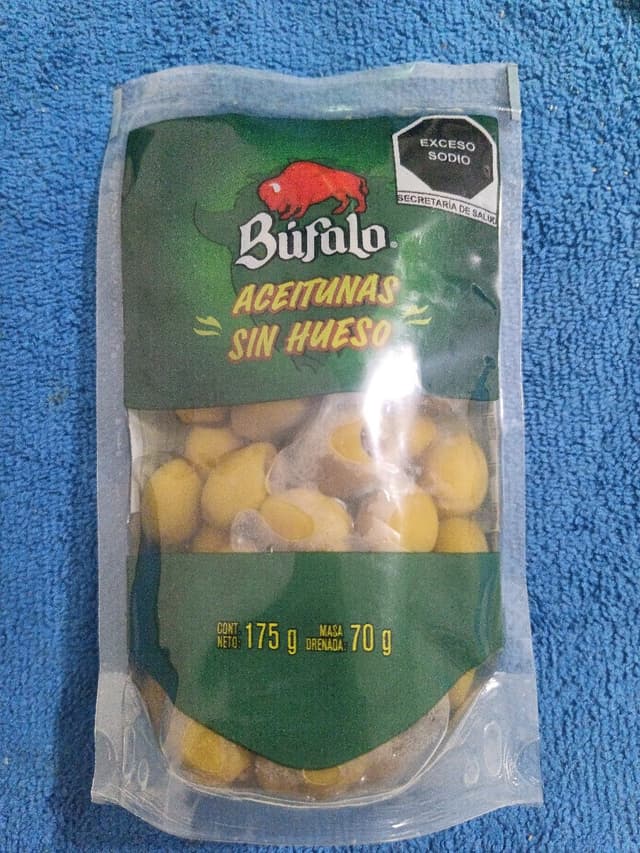 EXCESO
SODIO
SECRETARÍA DE SALUD
Búfalo®
ACEITUNAS
SIN HUESO
CONT. NETO: 175 g MASA DRENADA: 70 g